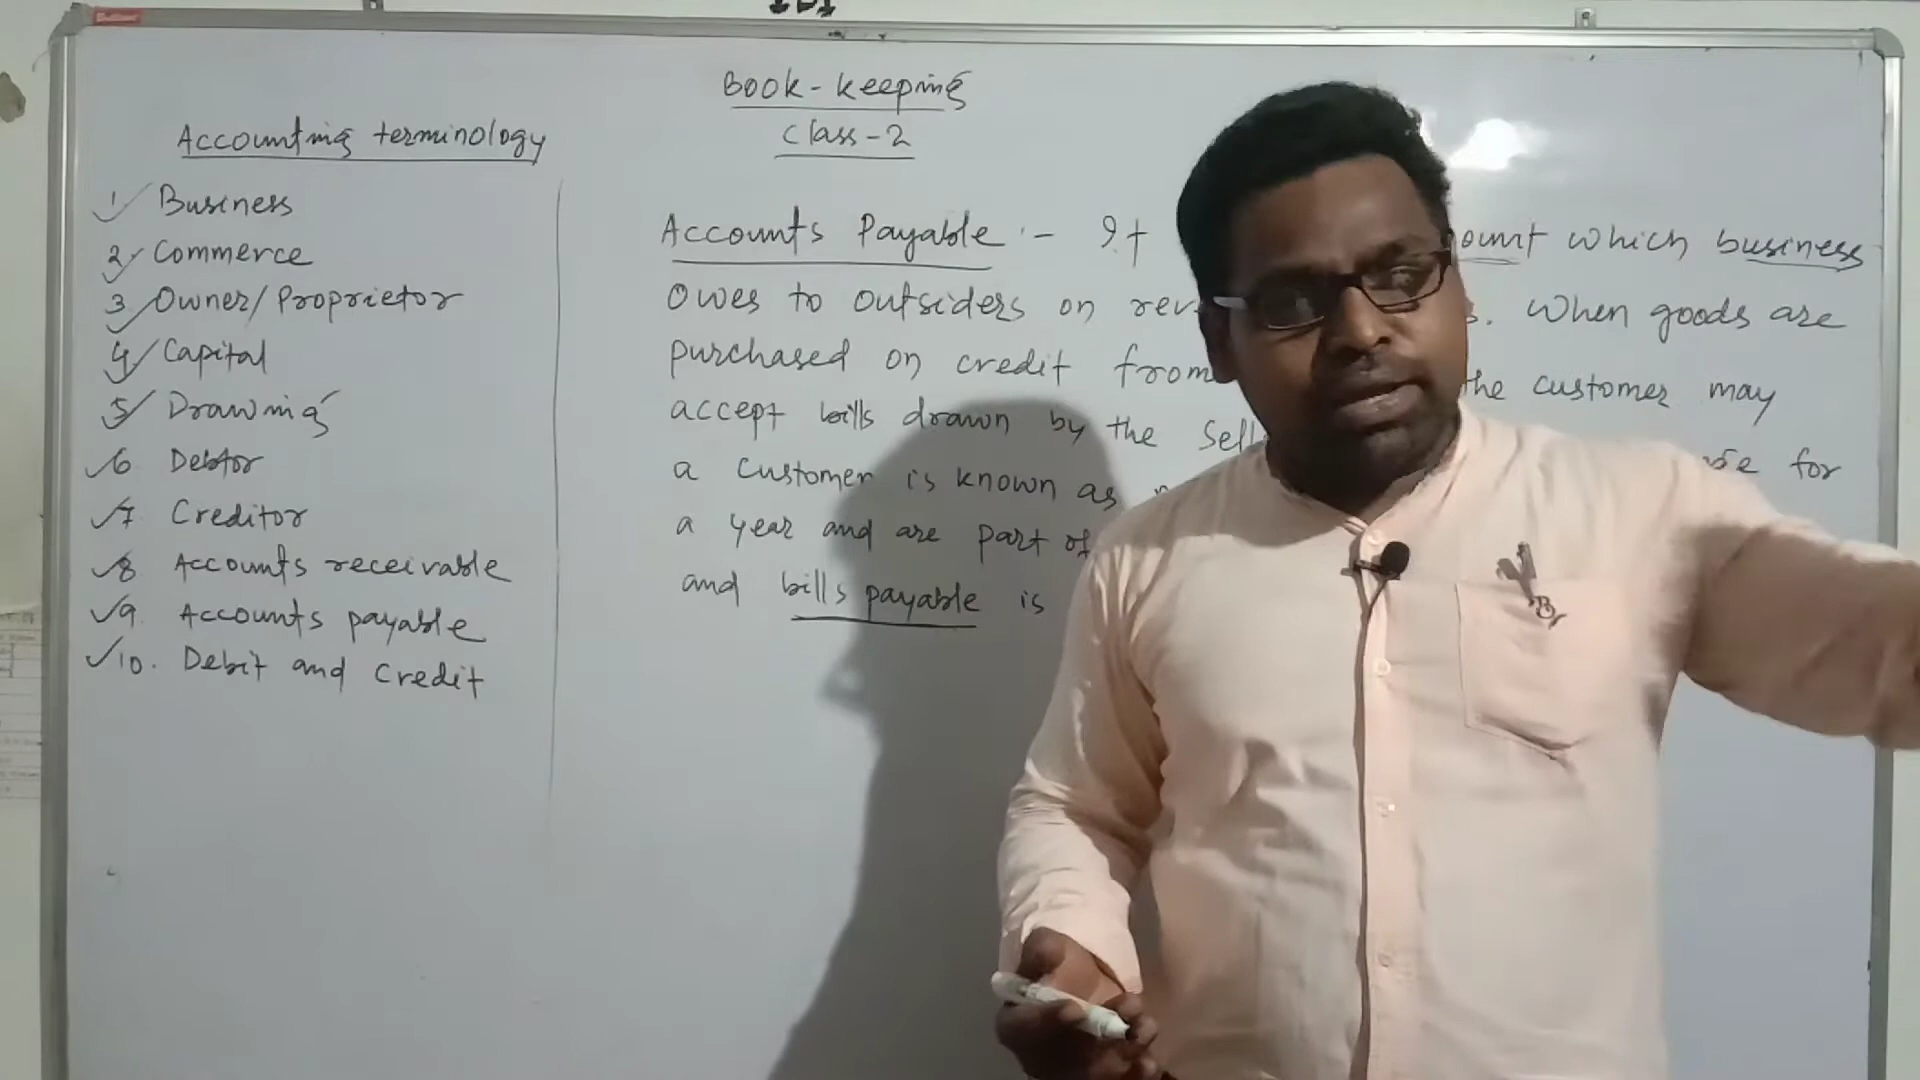 Book-keeping
Class-2
Accounting terminology
1 Business
2. Commerce
3. Owner/Proprietor
4 Capital
5 Drawing
6 Debtor
7. Creditor
8 Accounts receivable
9. Accounts payable
10. Debit and Credit
Accounts Payable :- It ount which business
owes to outsiders on rev s. When goods are
purchased on credit from the customer may
accept bills drawn by the Sell
a customer is known as for
a year and are part of
and bills payable is